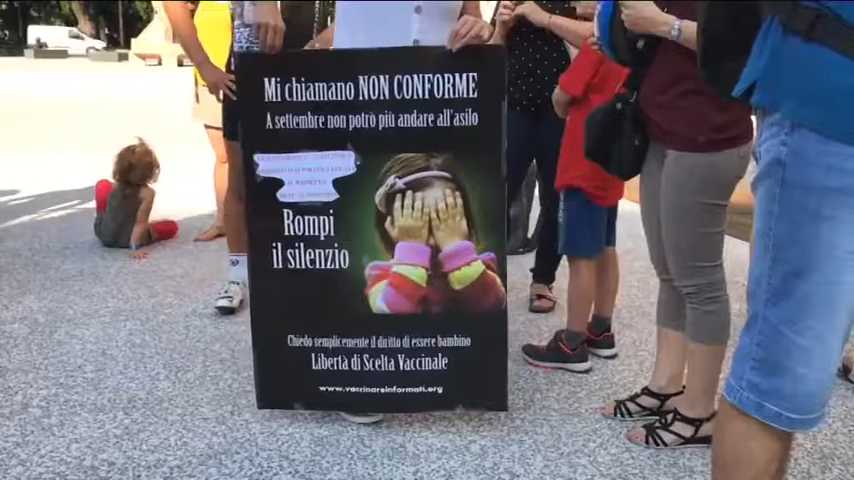 Mi chiamano NON CONFORME
A settembre non potrò più andare all'asilo
Rompi
il silenzio
Chiedo semplicemente il diritto di essere bambino
Libertà di Scelta Vaccinale
www.vaccinareinformati.org